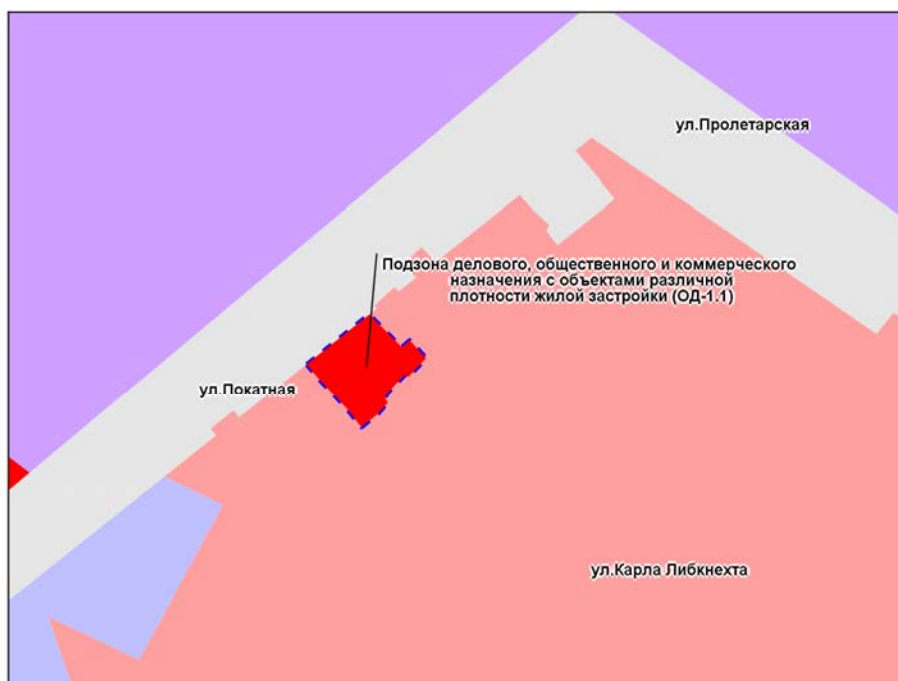 ул.Пролетарская
Подзона делового, общественного и коммерческого
назначения с объектами различной
плотности жилой застройки (ОД-1.1)
ул.Покатная
ул.Карла Либкнехта